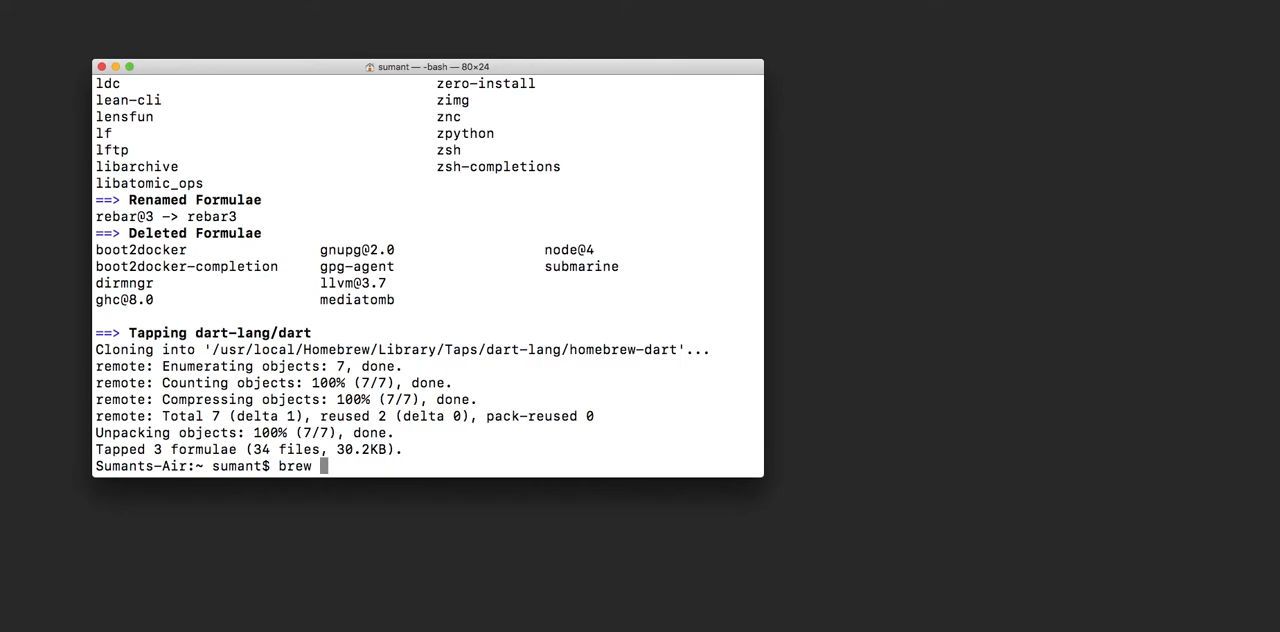 sumant — -bash — 80×24
ldc zero-install
lean-cli zimg
lensfun znc
lf zpython
lftp zsh
libarchive zsh-completions
libatomic_ops
==> Renamed Formulae
rebar@3 -> rebar3
==> Deleted Formulae
boot2docker gnupg@2.0 node@4
boot2docker-completion gpg-agent submarine
dirmngr llvm@3.7
ghc@8.0 mediatomb
==> Tapping dart-lang/dart
Cloning into '/usr/local/Homebrew/Library/Taps/dart-lang/homebrew-dart'...
remote: Enumerating objects: 7, done.
remote: Counting objects: 100% (7/7), done.
remote: Compressing objects: 100% (7/7), done.
remote: Total 7 (delta 1), reused 2 (delta 0), pack-reused 0
Unpacking objects: 100% (7/7), done.
Tapped 3 formulae (34 files, 30.2KB).
Sumants-Air:~ sumant$ brew